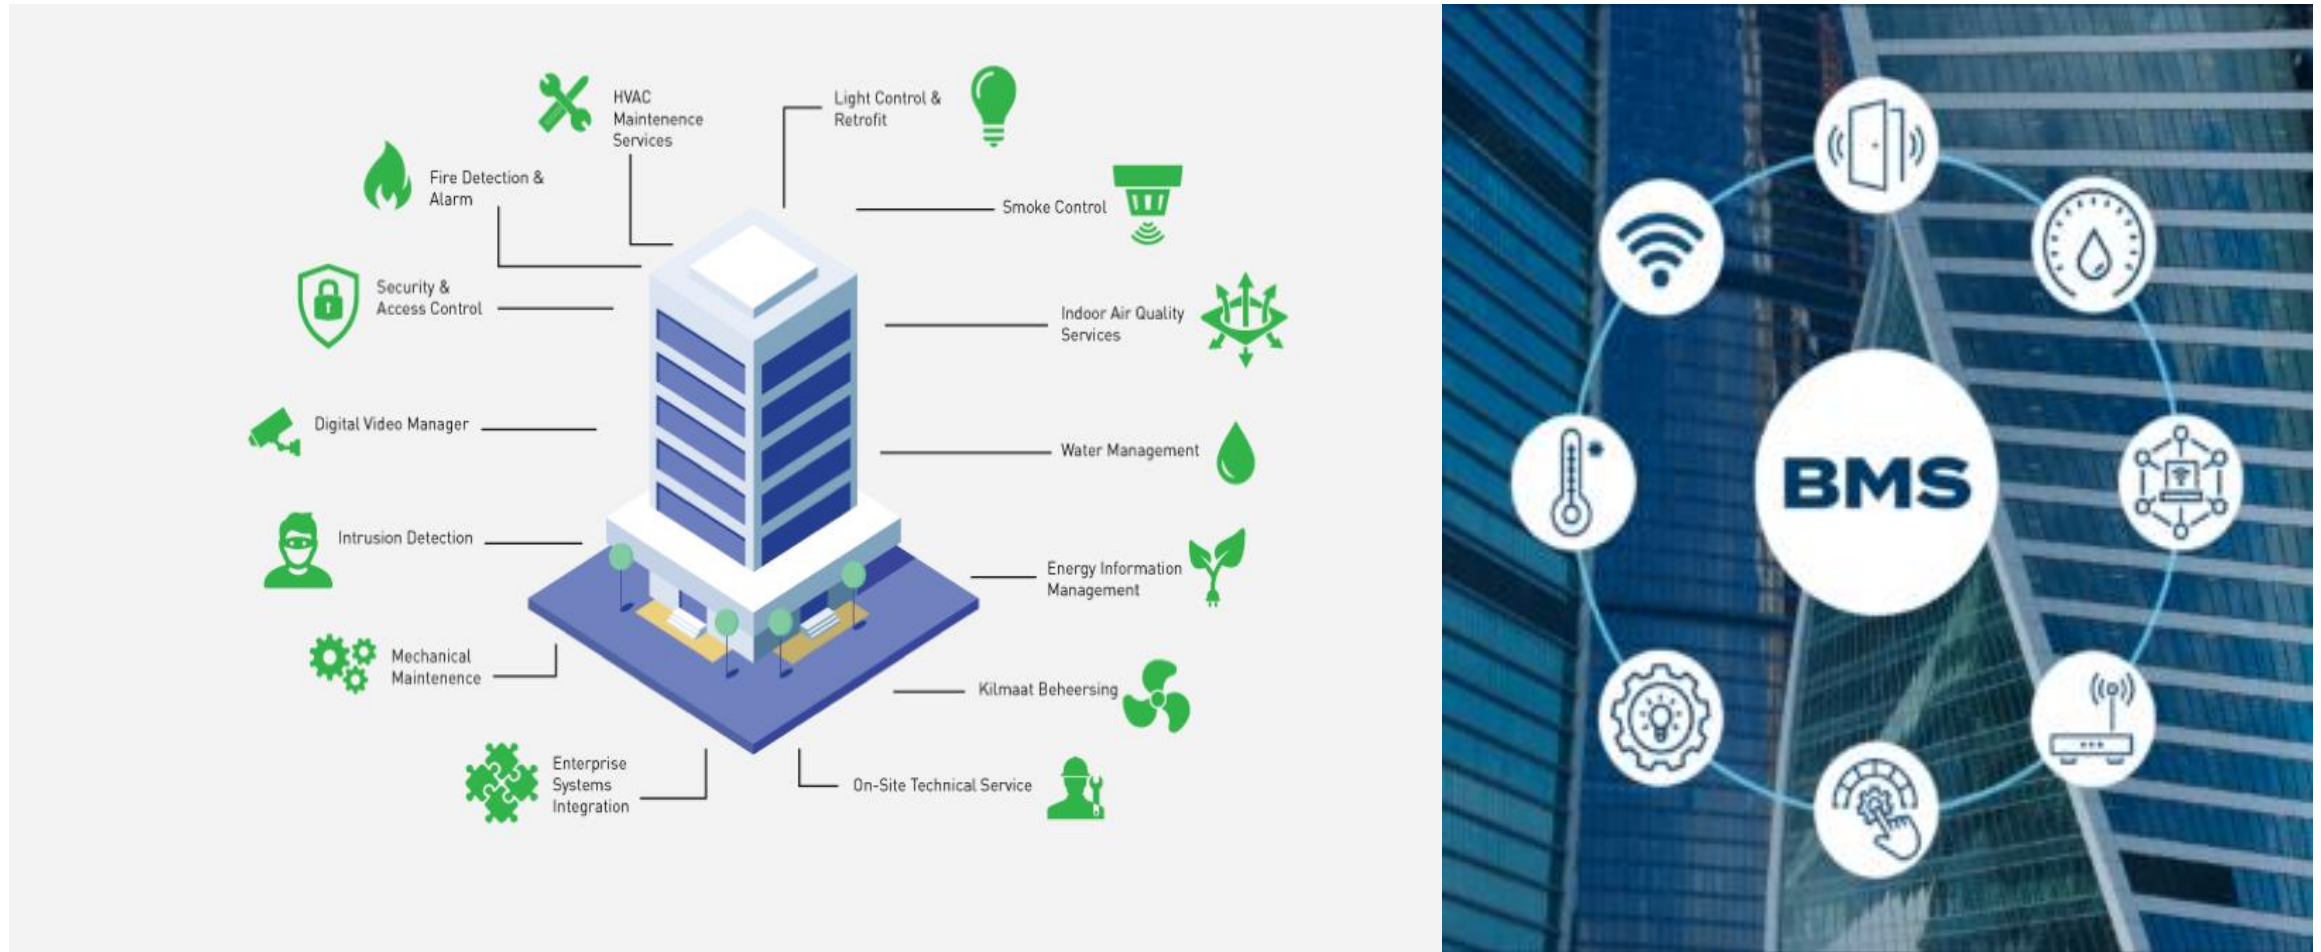 HVAC
Maintenence
Services
Light Control &
Retrofit
Fire Detection &
Alarm
Smoke Control
Security &
Access Control
Indoor Air Quality
Services
Digital Video Manager
Water Management
Intrusion Detection
Energy Information
Management
Mechanical
Maintenence
Kilmaat Beheersing
Enterprise
Systems
Integration
On-Site Technical Service
BMS